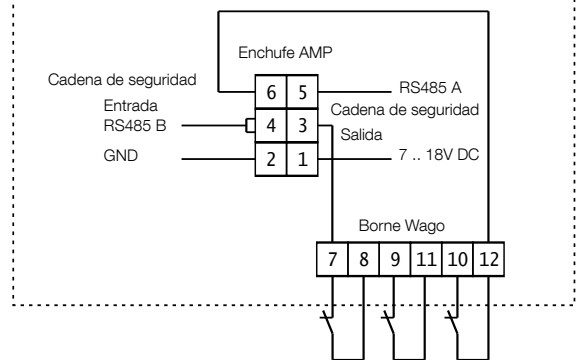 Enchufe AMP
Cadena de seguridad
Entrada
6 5
RS485 A
Cadena de seguridad
RS485 B
4 3
Salida
GND
2 1
7 .. 18V DC
Borne Wago
7 8 9 11 10 12